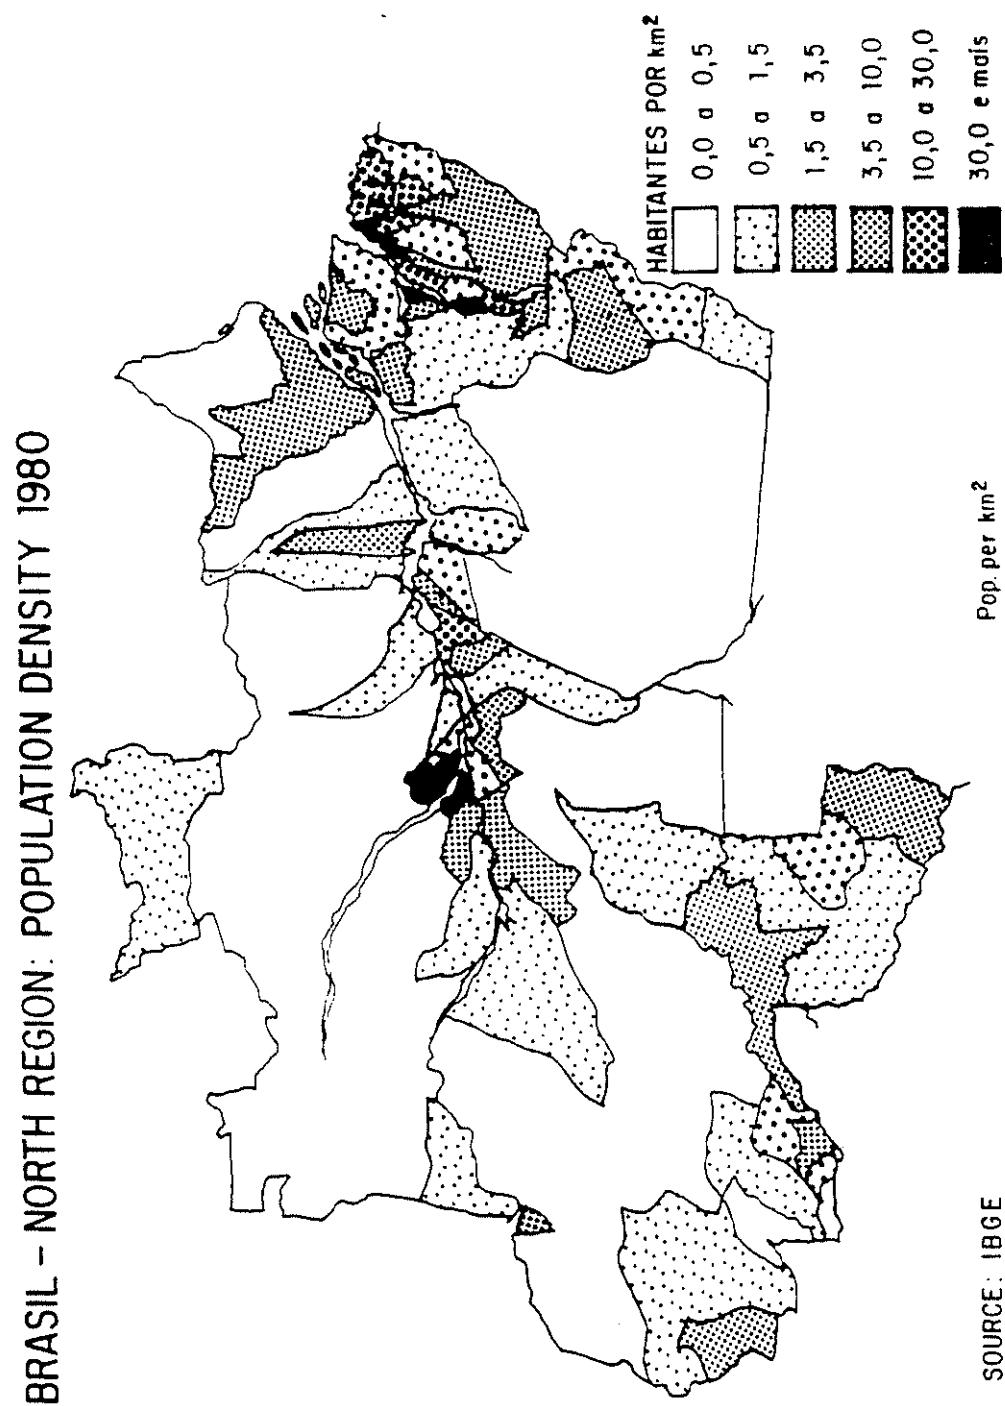 BRASIL – NORTH REGION: POPULATION DENSITY 1980
HABITANTES POR km²
0,0 a 0,5
0,5 a 1,5
1,5 a 3,5
3,5 a 10,0
10,0 a 30,0
30,0 e mais
Pop. per km²
SOURCE: IBGE